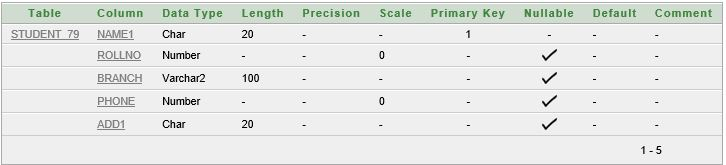 Table Column Data Type Length Precision Scale Primary Key Nullable Default Comment
STUDENT_79 NAME1 Char 20 - - 1 - - -
ROLLNO Number - - 0 - ✓ - -
BRANCH Varchar2 100 - - - ✓ - -
PHONE Number - - 0 - ✓ - -
ADD1 Char 20 - - - ✓ - -
1 - 5